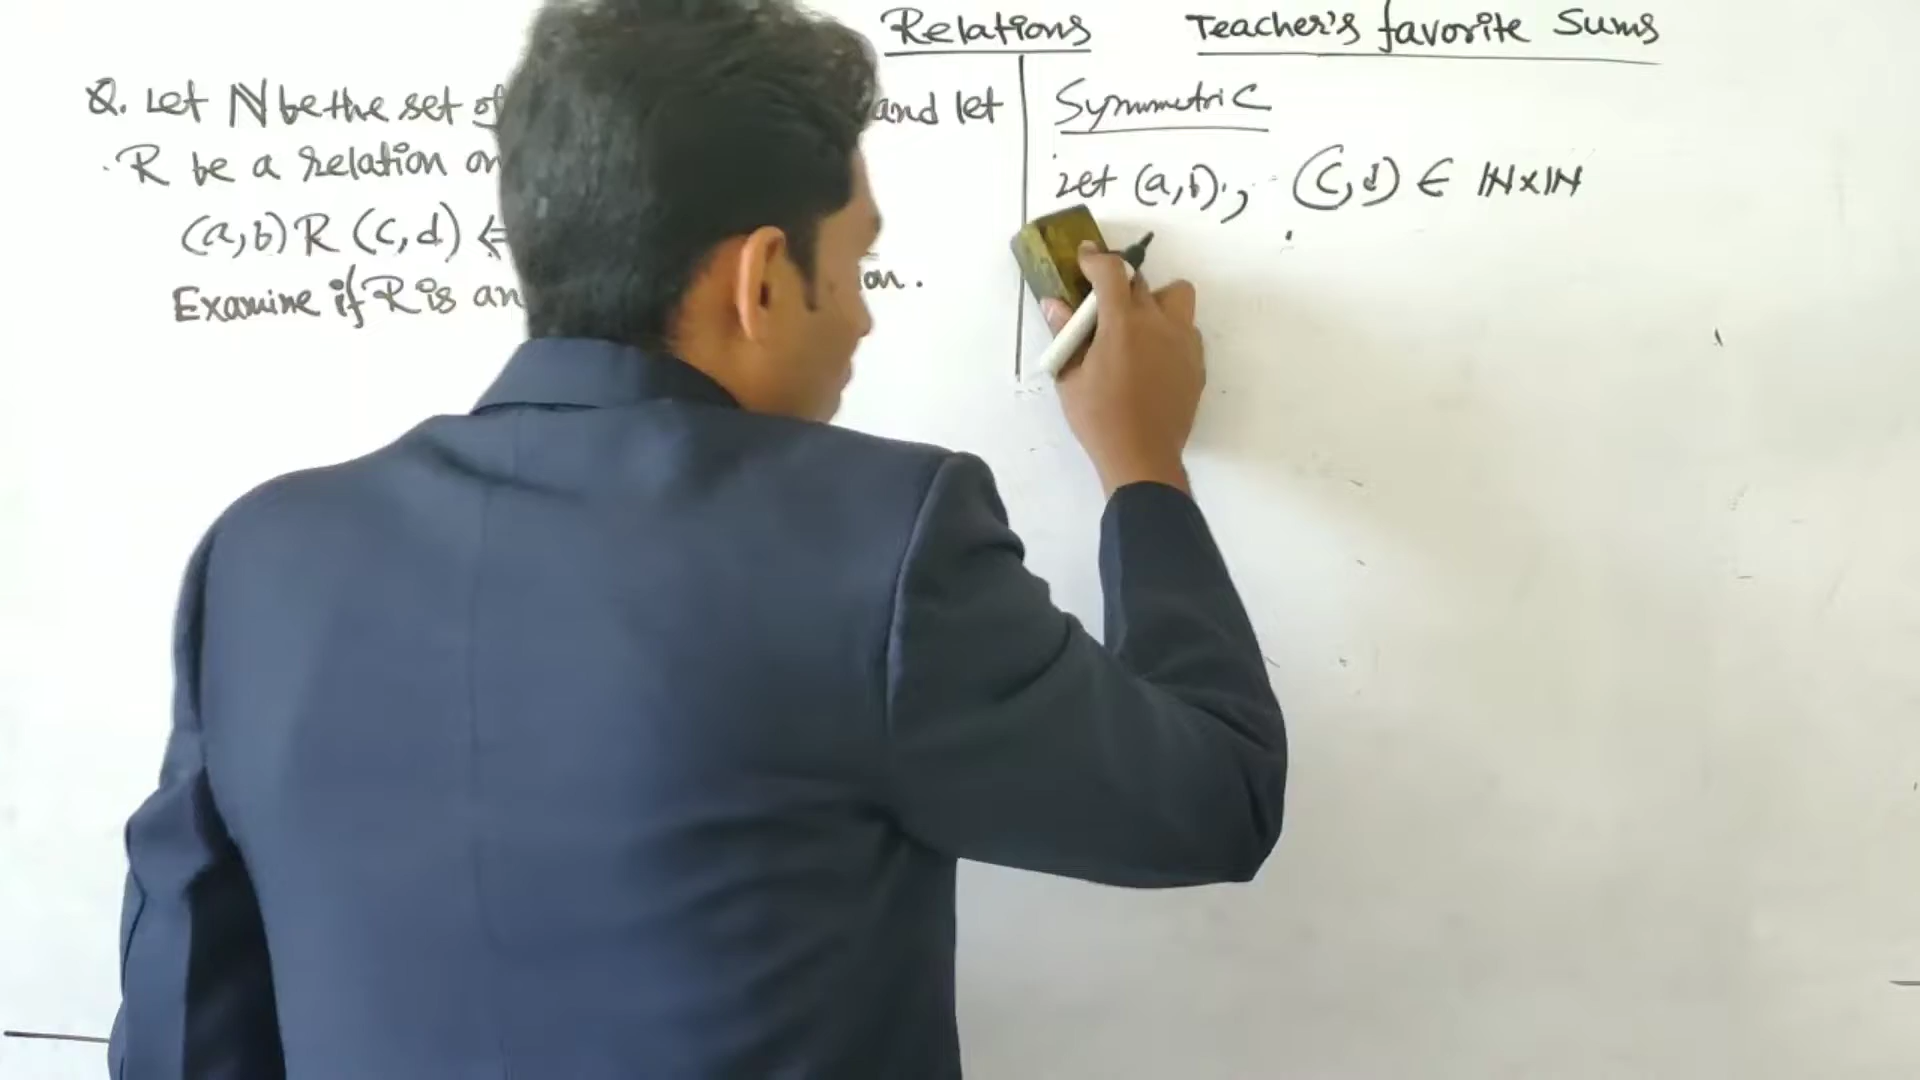 Relations Teacher's favorite Sums
Q. Let ℕ be the set of and let
R be a relation on
(a,b) R (c,d) ⇐
Examine if R is an on.
Symmetric
Let (a,b), (c,d) ∈ ℕ×ℕ